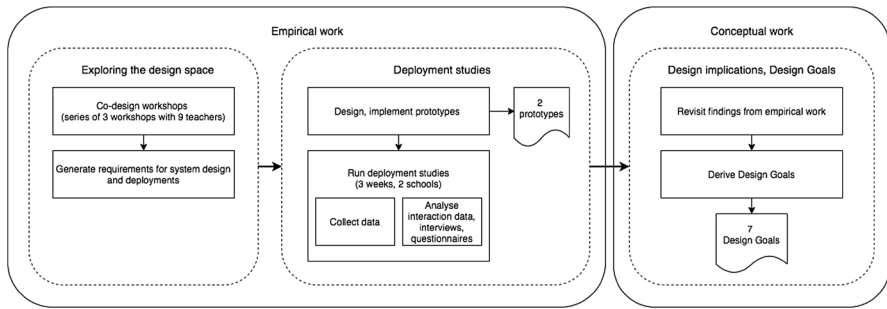 Empirical work
Exploring the design space
Co-design workshops
(series of 3 workshops with 9 teachers)
Generate requirements for system design
and deployments
Deployment studies
Design, implement prototypes
2
prototypes
Run deployment studies
(3 weeks, 2 schools)
Collect data
Analyse
interaction data,
interviews,
questionnaires
Conceptual work
Design implications, Design Goals
Revisit findings from empirical work
Derive Design Goals
7
Design Goals